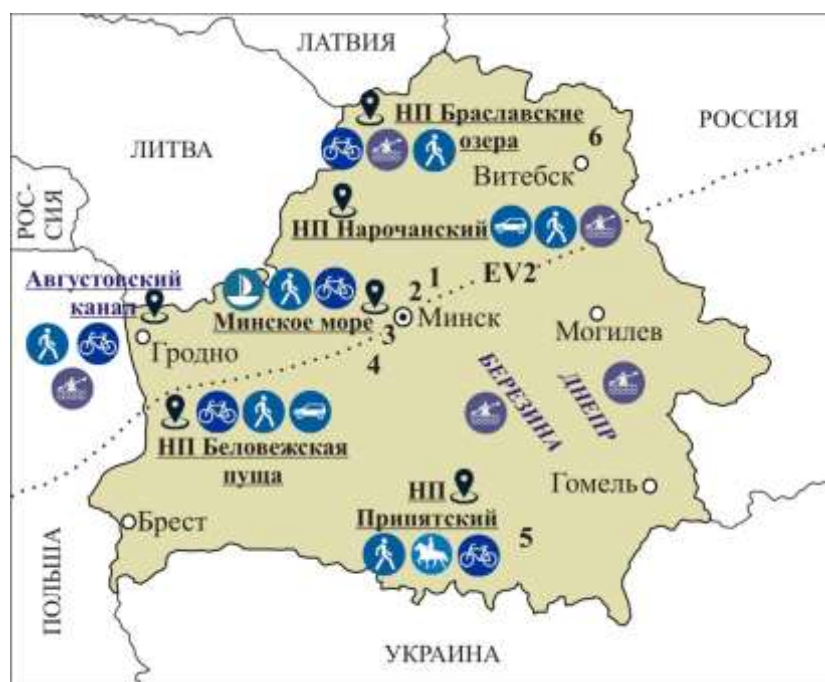 ЛАТВИЯ
НП Браславские
озера
РОССИЯ
6
ЛИТВА
Витебск
РОС-
СИЯ
НП Нарочанский
EV2
Августовский
канал
2 1
Минское море
Минск
3
Могилев
Гродно
4
БЕРЕЗИНА
ДНЕПР
НП Беловежская
пуща
НП
Припятский
Гомель
Брест
5
ПОЛЬША
УКРАИНА